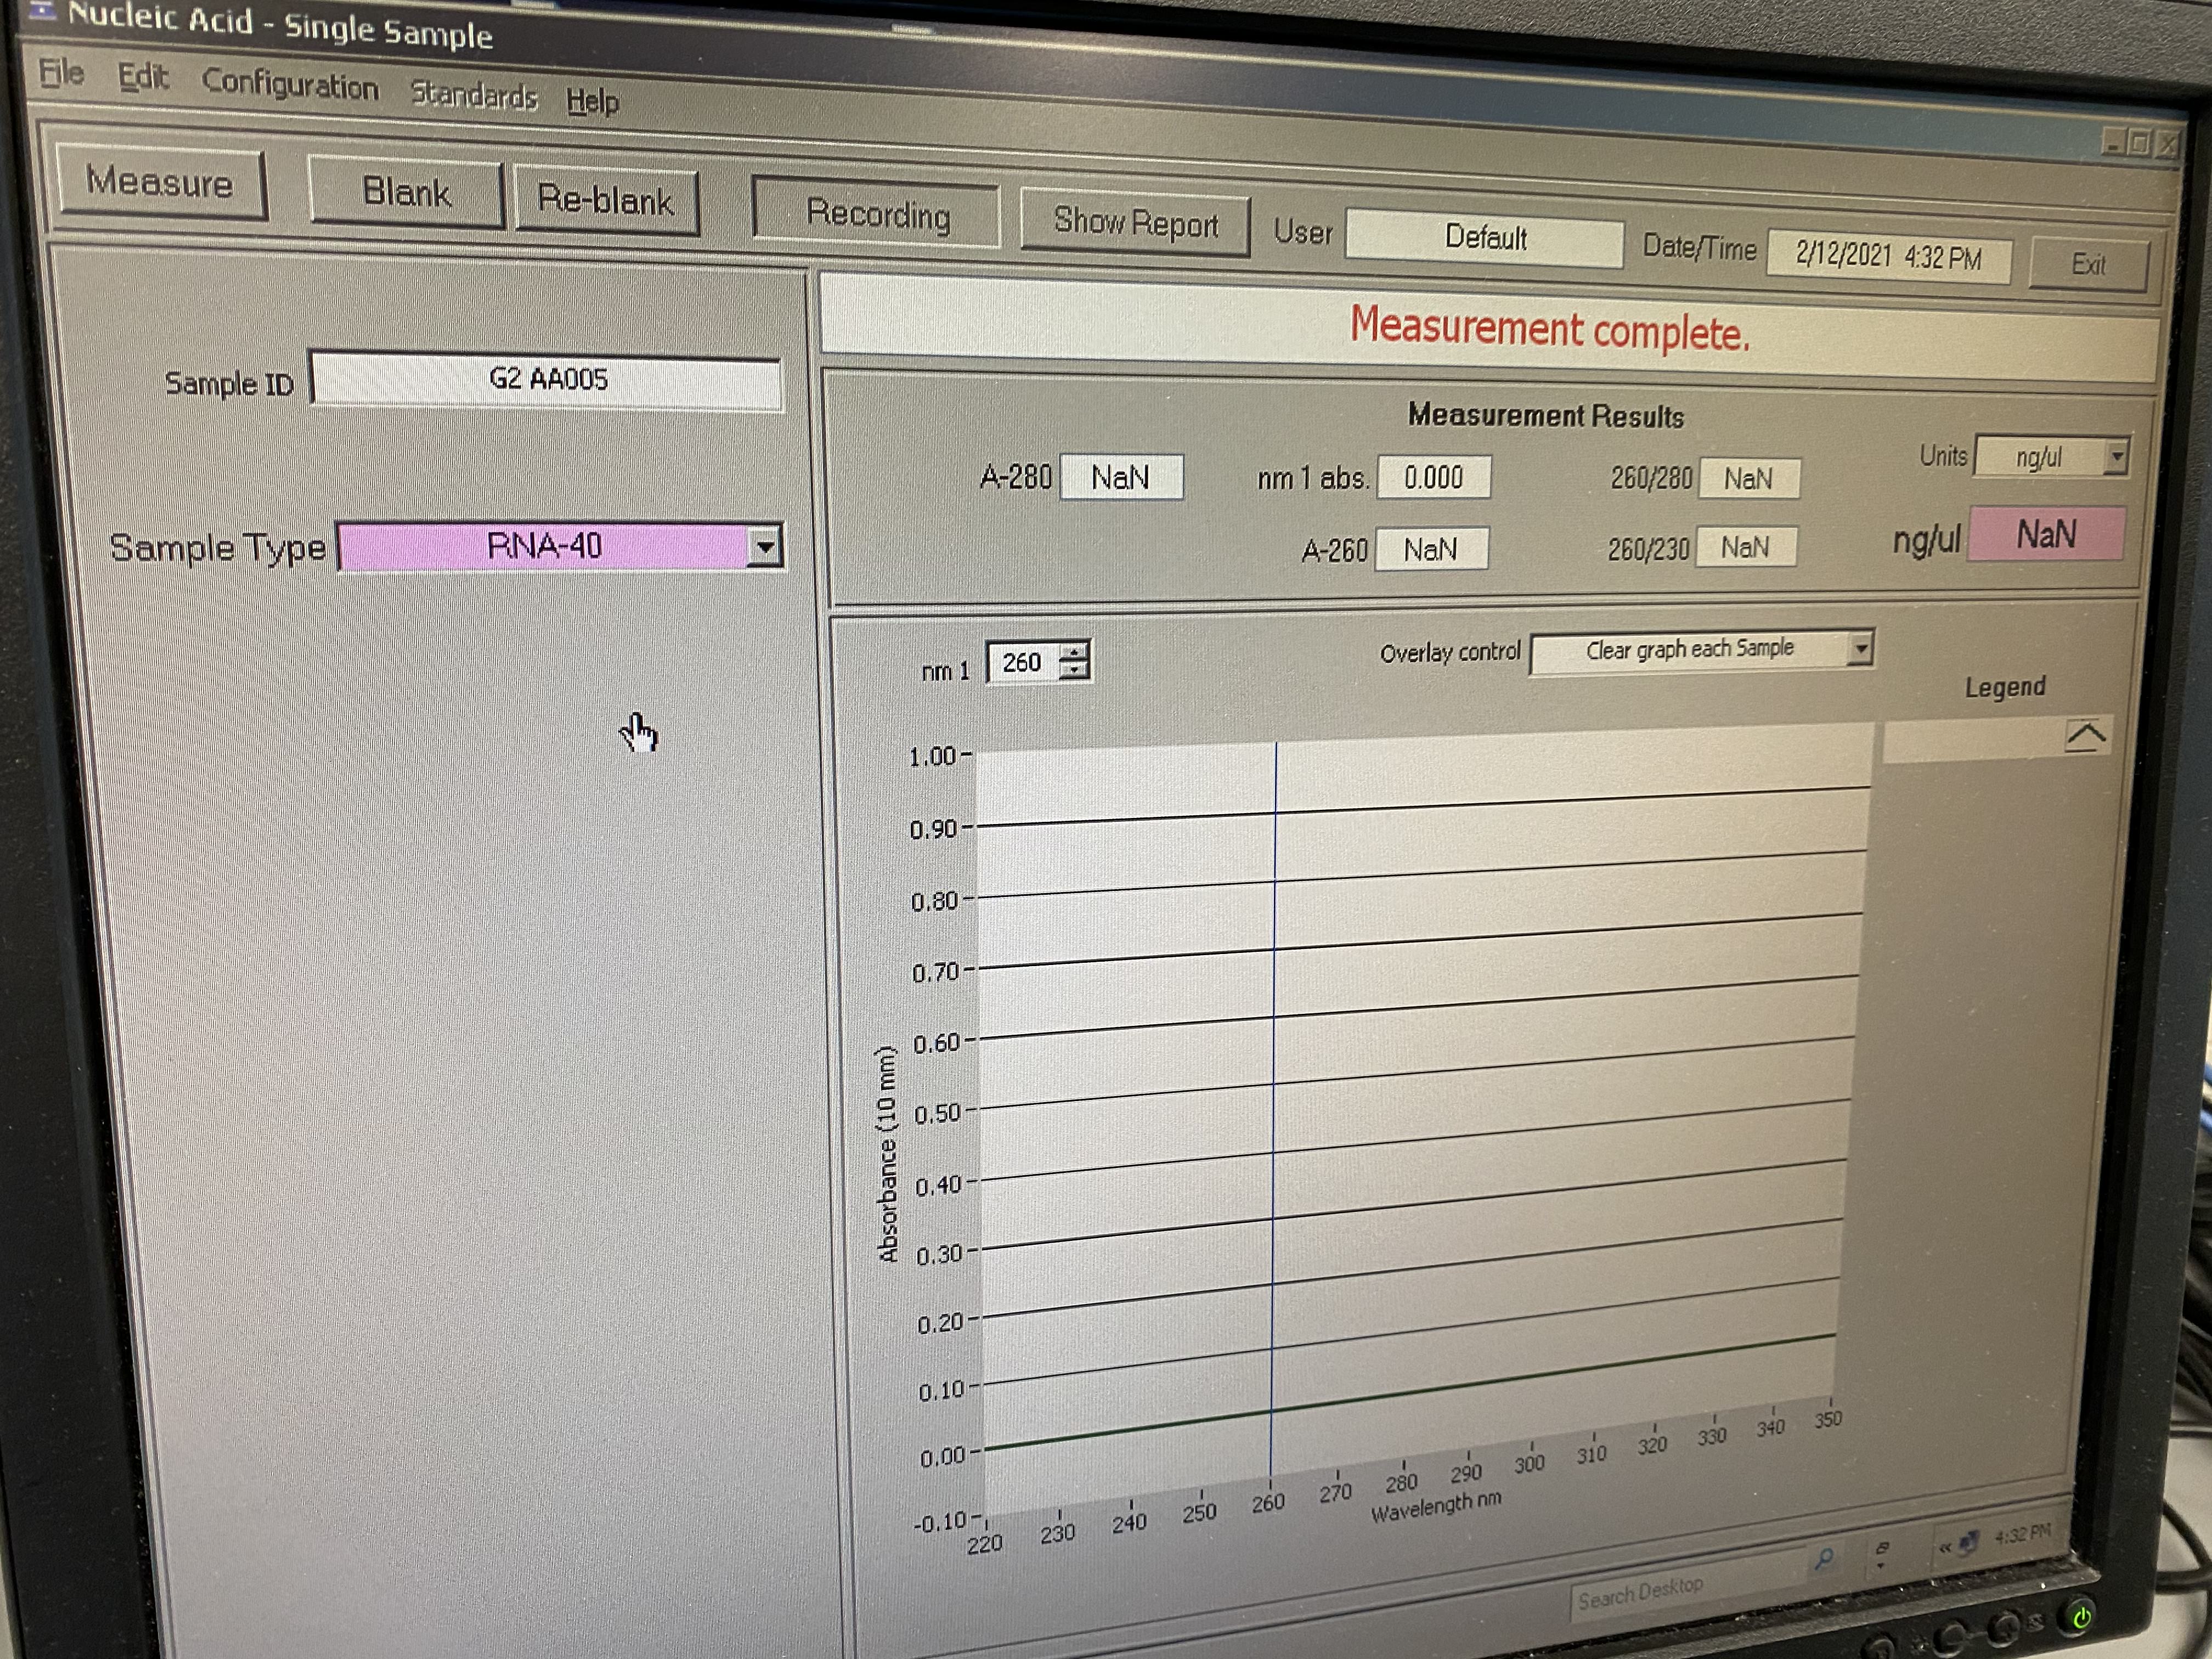 Nucleic Acid - Single Sample
File Edit Configuration Standards Help
Measure Blank Re-blank Recording Show Report User Default Date/Time 2/12/2021 4:32 PM Exit
Measurement complete.
Sample ID G2 AA005
Sample Type RNA-40
Measurement Results
A-280 NaN nm 1 abs. 0.000 260/280 NaN Units ng/ul
A-260 NaN 260/230 NaN ng/ul NaN
nm 1 260 Overlay control Clear graph each Sample
Legend
1.00
0.90
0.80
0.70
0.60
0.50
0.40
0.30
0.20
0.10
0.00
-0.10
Absorbance (10 mm)
220 230 240 250 260 270 280 290 300 310 320 330 340 350
Wavelength nm
Search Desktop « 4:32 PM